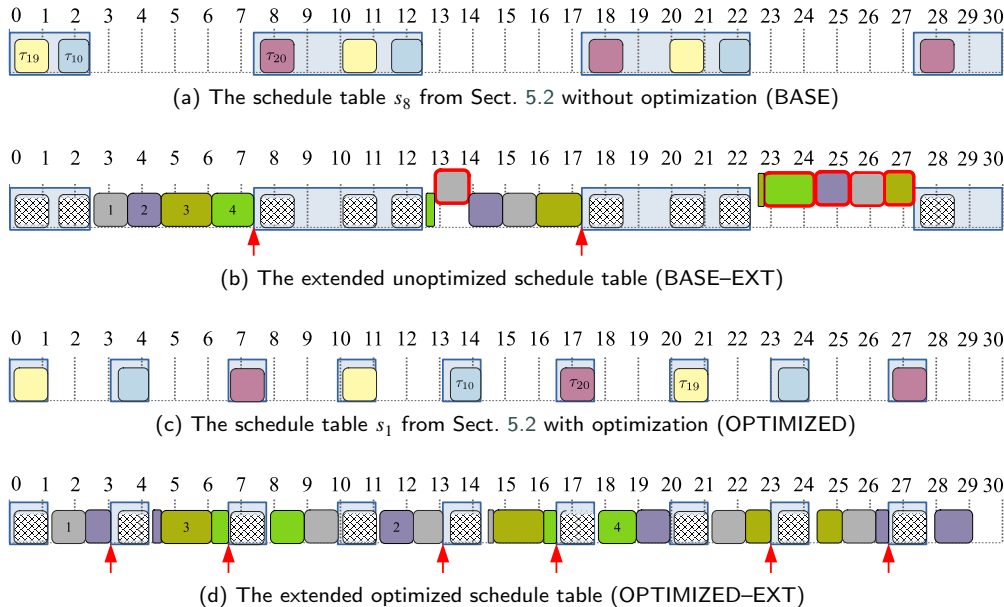 0 1 2 3 4 5 6 7 8 9 10 11 12 13 14 15 16 17 18 19 20 21 22 23 24 25 26 27 28 30
τ19 τ10 τ20
(a) The schedule table s8 from Sect. 5.2 without optimization (BASE)
0 1 2 3 4 5 6 7 8 9 10 11 12 13 14 15 16 17 18 19 20 21 22 23 24 25 26 27 28 30
1 2 3 4
(b) The extended unoptimized schedule table (BASE–EXT)
0 1 2 3 4 5 6 7 8 9 10 11 12 13 14 15 16 17 18 19 20 21 22 23 24 25 26 27 28 30
τ10 τ20 τ19
(c) The schedule table s1 from Sect. 5.2 with optimization (OPTIMIZED)
0 1 2 3 4 5 6 7 8 9 10 11 12 13 14 15 16 17 18 19 20 21 22 23 24 25 26 27 28 29 30
1 3 2 4
(d) The extended optimized schedule table (OPTIMIZED–EXT)